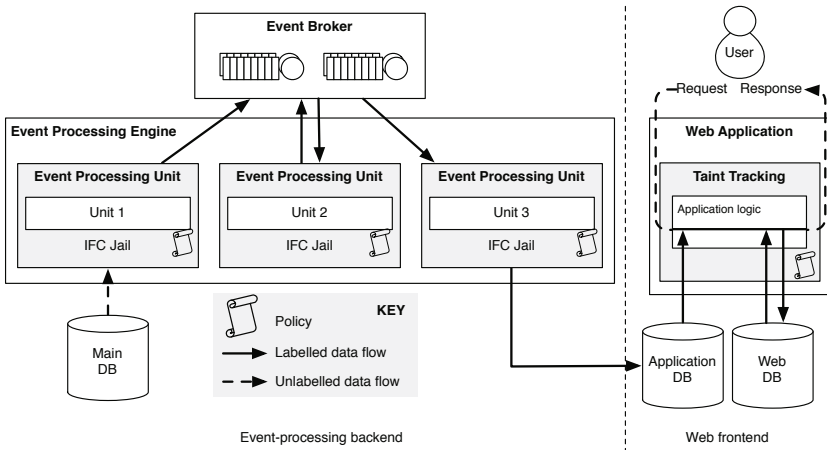 Event Broker
User
Request
Response
Event Processing Engine
Web Application
Event Processing Unit
Unit 1
IFC Jail
Event Processing Unit
Unit 2
IFC Jail
Event Processing Unit
Unit 3
IFC Jail
Taint Tracking
Application logic
KEY
Policy
Labelled data flow
Unlabelled data flow
Main
DB
Application
DB
Web
DB
Event-processing backend
Web frontend